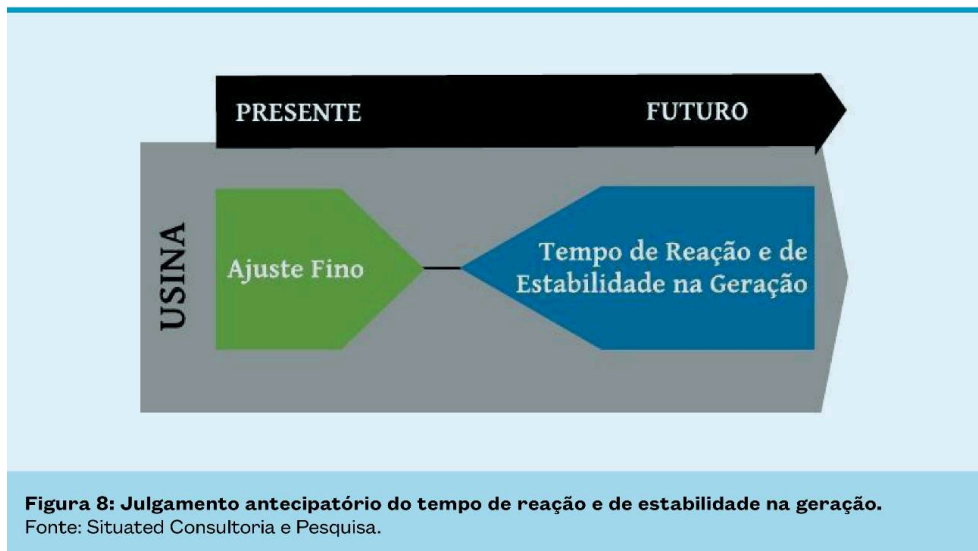 PRESENTE
FUTURO
USINA
Ajuste Fino
Tempo de Reação e de
Estabilidade na Geração
Figura 8: Julgamento antecipatório do tempo de reação e de estabilidade na geração.
Fonte: Situated Consultoria e Pesquisa.